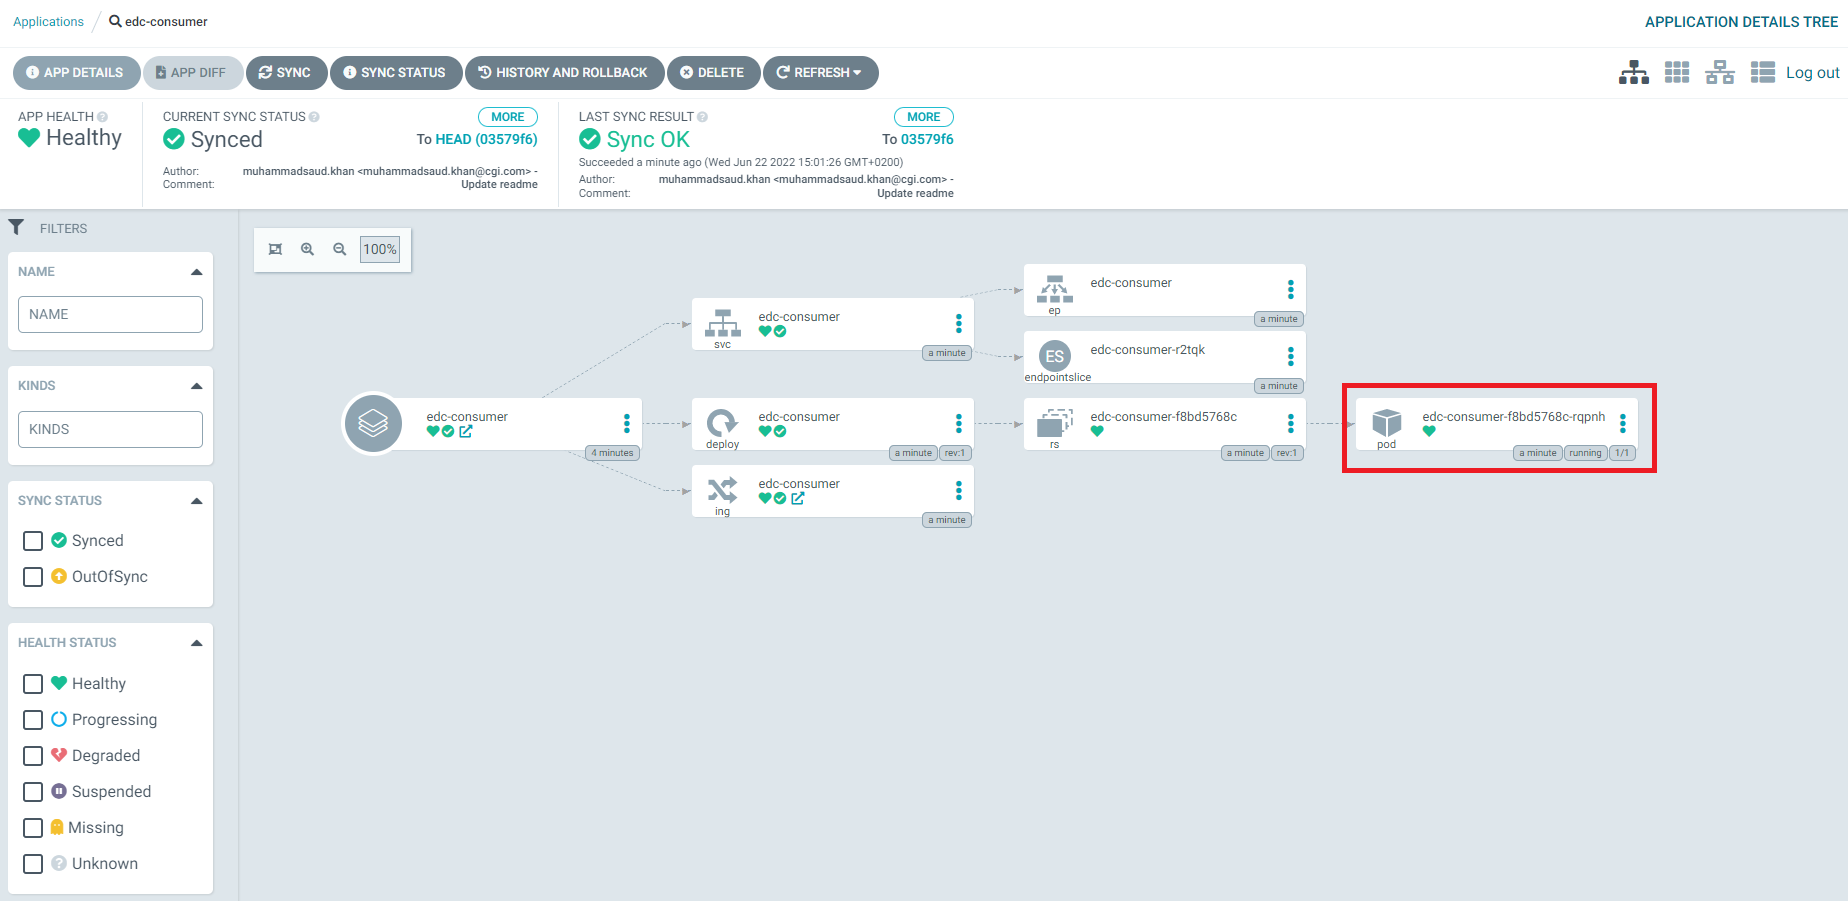 Applications
edc-consumer
APPLICATION DETAILS TREE
APP DETAILS
APP DIFF
SYNC
SYNC STATUS
HISTORY AND ROLLBACK
DELETE
REFRESH
Log out
APP HEALTH
Healthy
CURRENT SYNC STATUS
MORE
Synced
To HEAD (03579f6)
Author: muhammadsaud.khan <muhammadsaud.khan@cgi.com> -
Comment: Update readme
LAST SYNC RESULT
MORE
Sync OK
To 03579f6
Succeeded a minute ago (Wed Jun 22 2022 15:01:26 GMT+0200)
Author: muhammadsaud.khan <muhammadsaud.khan@cgi.com> -
Comment: Update readme
FILTERS
NAME
NAME
KINDS
KINDS
SYNC STATUS
Synced
OutOfSync
HEALTH STATUS
Healthy
Progressing
Degraded
Suspended
Missing
Unknown
100%
edc-consumer
4 minutes
edc-consumer
svc
a minute
edc-consumer
deploy
a minute
rev:1
edc-consumer
ing
a minute
edc-consumer
ep
a minute
ES
edc-consumer-r2tqk
endpointslice
a minute
edc-consumer-f8bd5768c
rs
a minute
rev:1
edc-consumer-f8bd5768c-rqpnh
pod
a minute
running
1/1